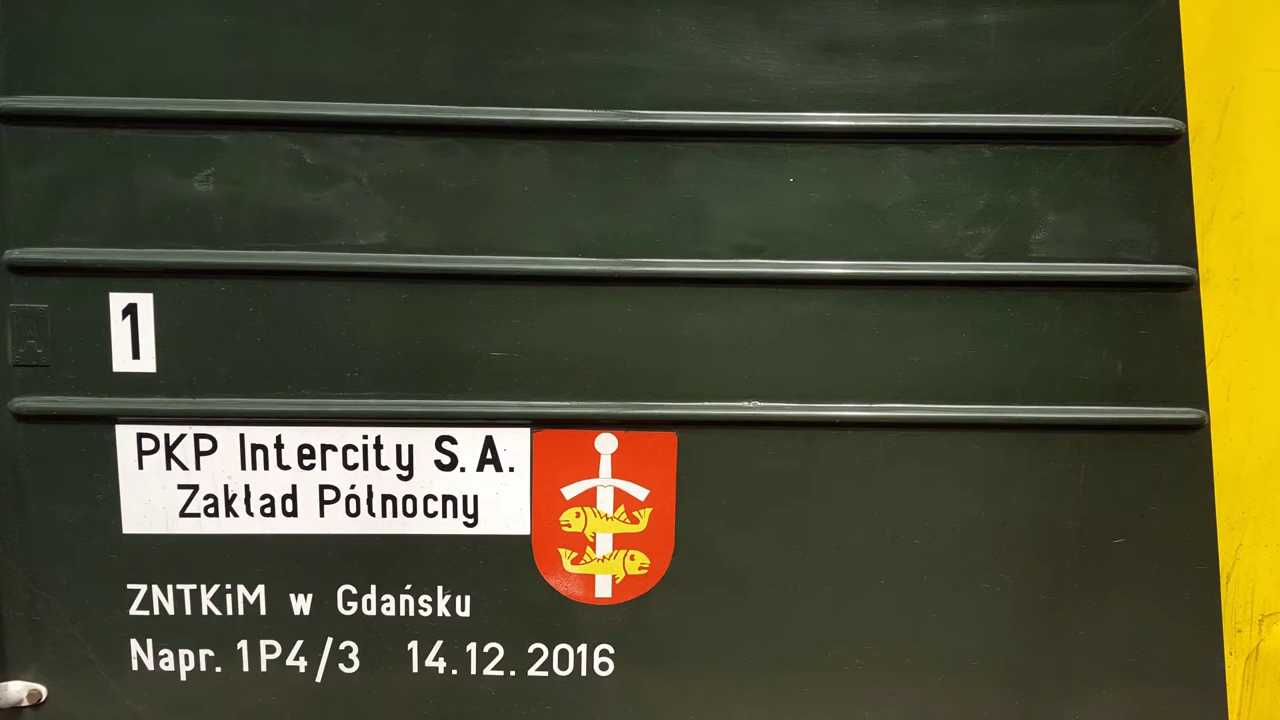 A
1
PKP Intercity S.A.
Zakład Północny
ZNTKiM w Gdańsku
Napr. 1P4/3 14.12.2016